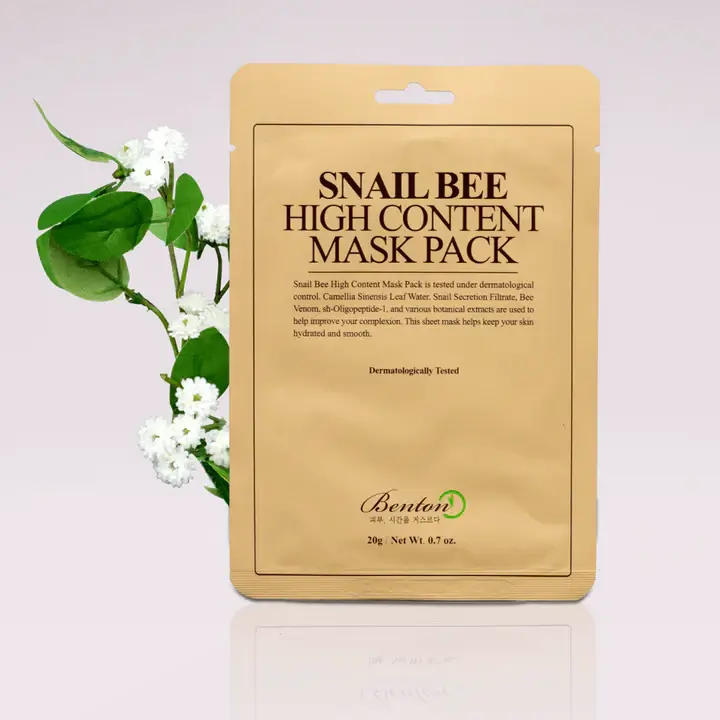 SNAIL BEE
HIGH CONTENT
MASK PACK
Snail Bee High Content Mask Pack is tested under dermatological
control. Camellia Sinensis Leaf Water, Snail Secretion Filtrate, Bee
Venom, sh-Oligopeptide-1, and various botanical extracts are used to
help improve your complexion. This sheet mask helps keep your skin
hydrated and smooth.
Dermatologically Tested
Benton
피부, 시간을 거스르다
20g / Net Wt. 0.7 oz.